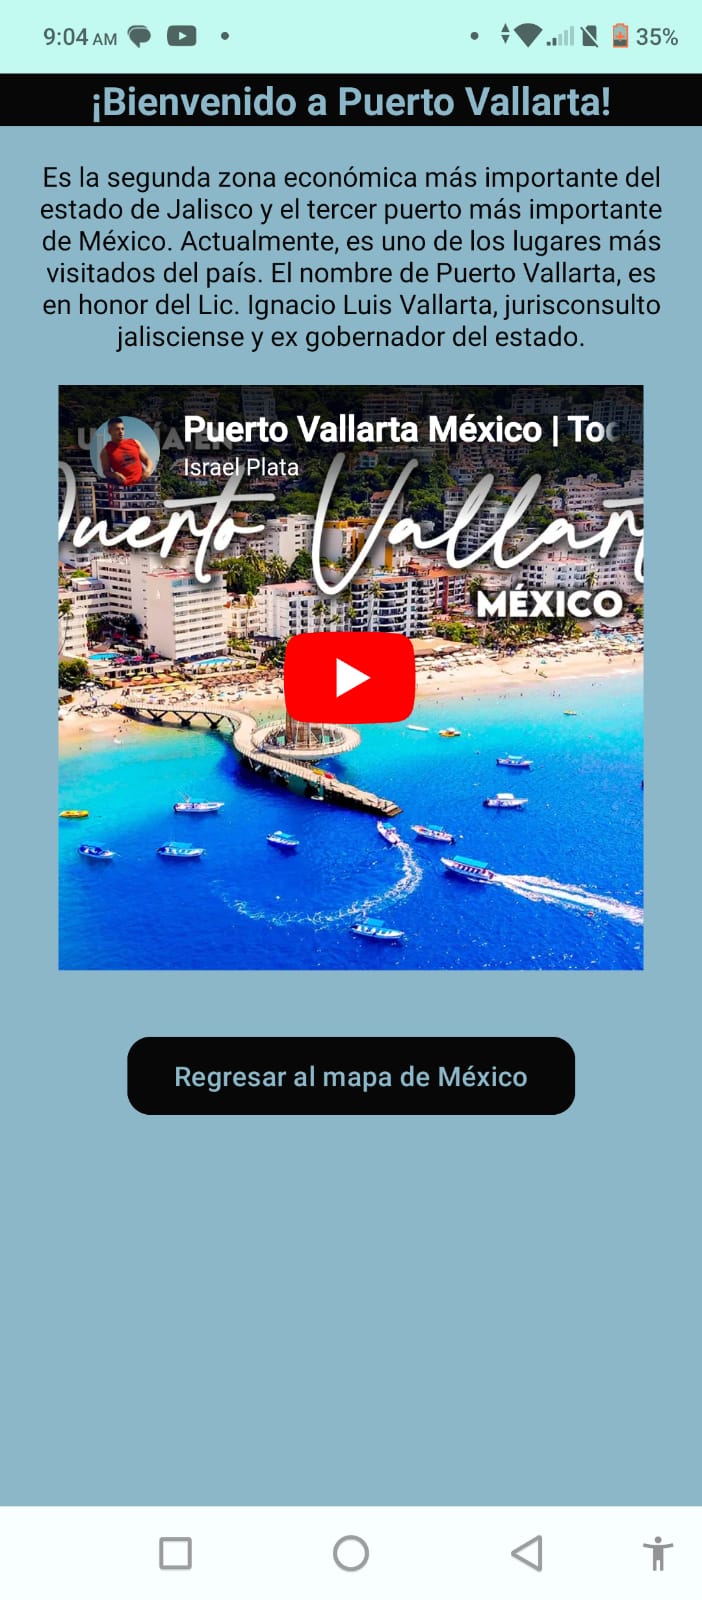 9:04 AM
35%
¡Bienvenido a Puerto Vallarta!
Es la segunda zona económica más importante del
estado de Jalisco y el tercer puerto más importante
de México. Actualmente, es uno de los lugares más
visitados del país. El nombre de Puerto Vallarta, es
en honor del Lic. Ignacio Luis Vallarta, jurisconsulto
jalisciense y ex gobernador del estado.
Puerto Vallarta México | Toc
Israel Plata
Puerto Vallart
MÉXICO
Regresar al mapa de México